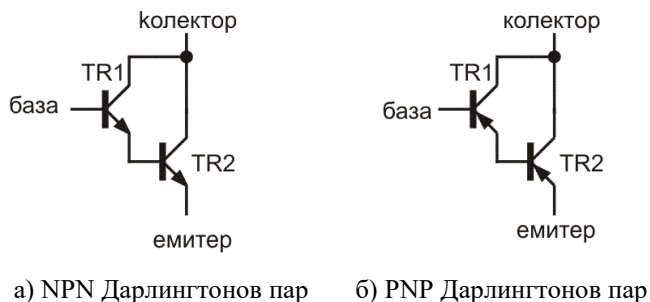 колектор
TR1
база
TR2
емитер
колектор
TR1
база
TR2
емитер
а) NPN Дарлингтонов пар
б) PNP Дарлингтонов пар